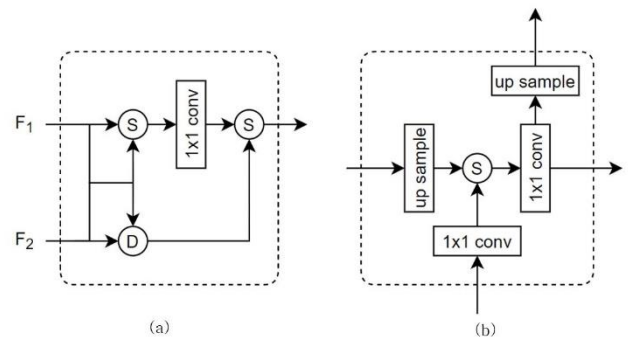 F1
S
1x1 conv
S
F2
D
(a)
up sample
up sample
S
1x1 conv
1x1 conv
(b)